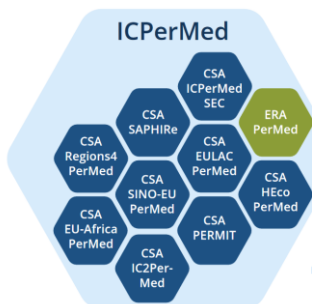 ICPerMed
CSA
ICPerMed
SEC
CSA
SAPHIRe
ERA
PerMed
CSA
Regions4
PerMed
CSA
EULAC
PerMed
CSA
SINO-EU
PerMed
CSA
HEco
PerMed
CSA
EU-Africa
PerMed
CSA
PERMIT
CSA
IC2Per-
Med